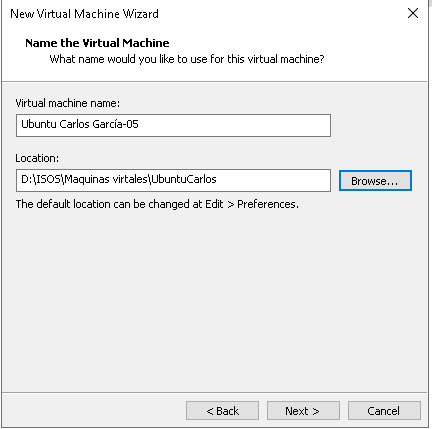 New Virtual Machine Wizard
Name the Virtual Machine
What name would you like to use for this virtual machine?
Virtual machine name:
Ubuntu Carlos García-05
Location:
D:\ISOS\Maquinas virtales\UbuntuCarlos
Browse...
The default location can be changed at Edit > Preferences.
< Back
Next >
Cancel